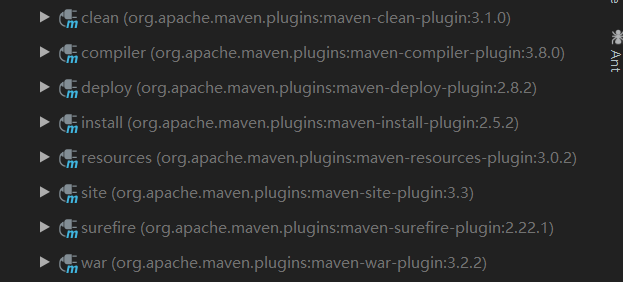 clean (org.apache.maven.plugins:maven-clean-plugin:3.1.0)
compiler (org.apache.maven.plugins:maven-compiler-plugin:3.8.0)
deploy (org.apache.maven.plugins:maven-deploy-plugin:2.8.2)
install (org.apache.maven.plugins:maven-install-plugin:2.5.2)
resources (org.apache.maven.plugins:maven-resources-plugin:3.0.2)
site (org.apache.maven.plugins:maven-site-plugin:3.3)
surefire (org.apache.maven.plugins:maven-surefire-plugin:2.22.1)
war (org.apache.maven.plugins:maven-war-plugin:3.2.2)
Ant